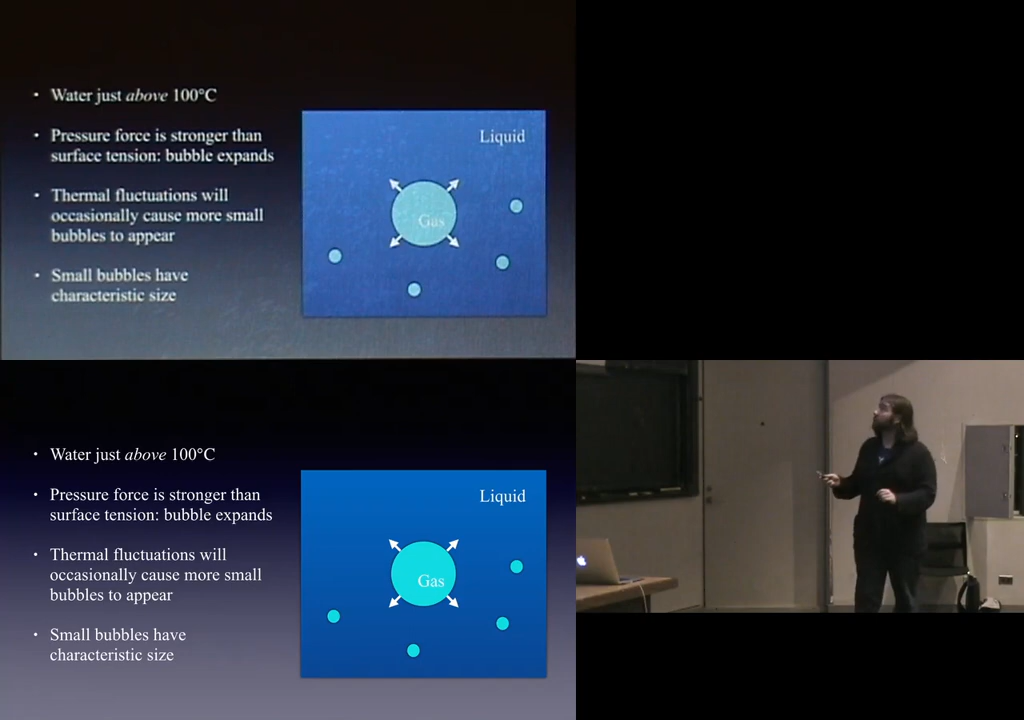 • Water just above 100°C
• Pressure force is stronger than
surface tension: bubble expands
• Thermal fluctuations will
occasionally cause more small
bubbles to appear
• Small bubbles have
characteristic size
Liquid
Gas
• Water just above 100°C
• Pressure force is stronger than
surface tension: bubble expands
• Thermal fluctuations will
occasionally cause more small
bubbles to appear
• Small bubbles have
characteristic size
Liquid
Gas